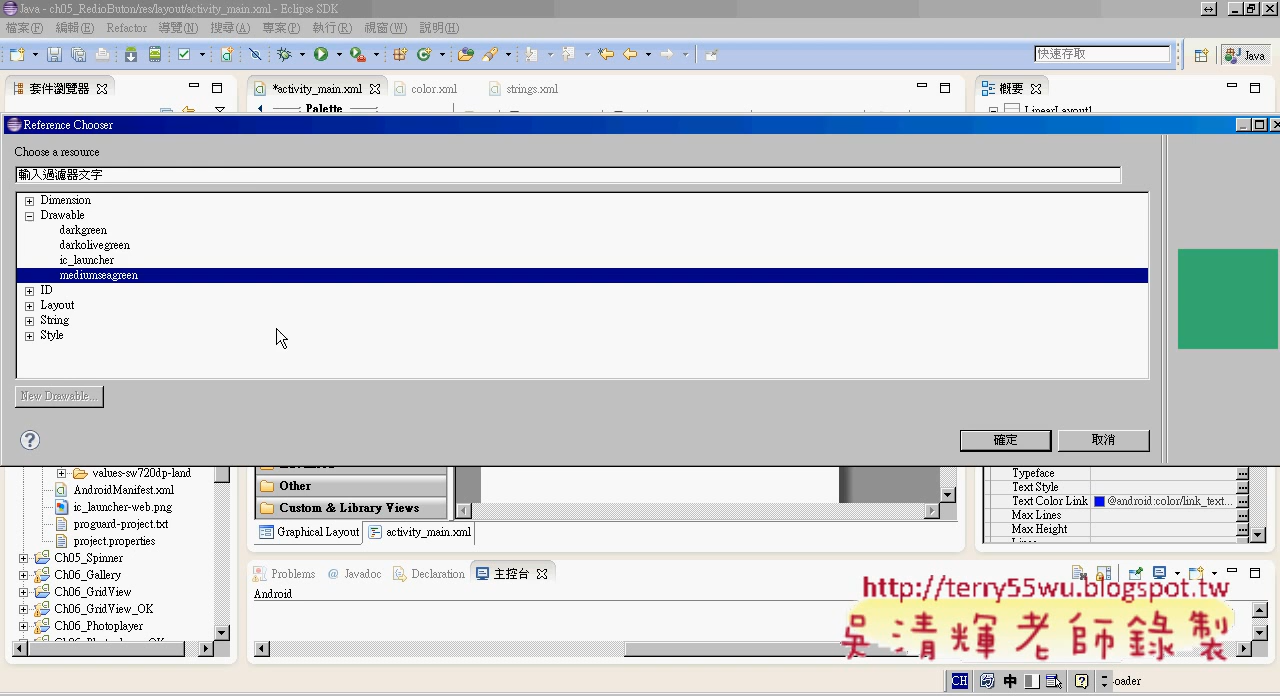 Java - ch05_RedioButon/res/layout/activity_main.xml - Eclipse SDK
檔案(F) 編輯(E) Refactor 導覽(N) 搜尋(A) 專案(P) 執行(R) 視窗(W) 說明(H)
快速存取
Java
套件瀏覽器
*activity_main.xml
color.xml
strings.xml
概要
Palette
LinearLayout1
Reference Chooser
Choose a resource
輸入過濾器文字
Dimension
Drawable
darkgreen
darkolivegreen
ic_launcher
mediumseagreen
ID
Layout
String
Style
New Drawable...
確定
取消
values-sw720dp-land
AndroidManifest.xml
ic_launcher-web.png
proguard-project.txt
project.properties
Ch05_Spinner
Ch06_Gallery
Ch06_GridView
Ch06_GridView_OK
Ch06_Photoplayer
Other
Custom & Library Views
Graphical Layout
activity_main.xml
Typeface
Text Style
Text Color Link @android:color/link_text...
Max Lines
Max Height
Problems
@ Javadoc
Declaration
主控台
Android
http://terry55wu.blogspot.tw
吳清輝老師錄製
CH
中
oader